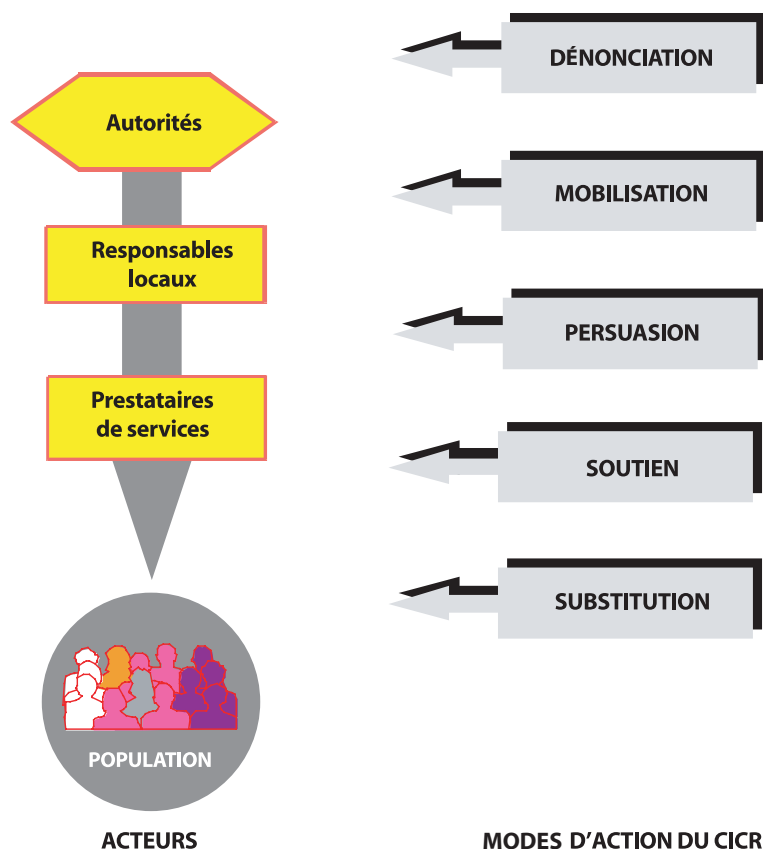 Autorités
Responsables
locaux
Prestataires
de services
POPULATION
ACTEURS
DÉNONCIATION
MOBILISATION
PERSUASION
SOUTIEN
SUBSTITUTION
MODES D'ACTION DU CICR